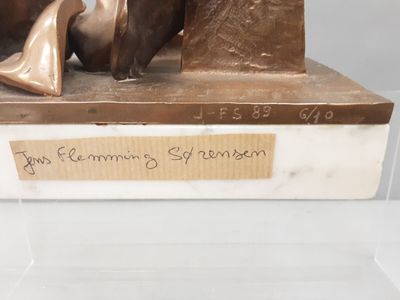 J-FS 89 6/10
Jens Flemming Sørensen